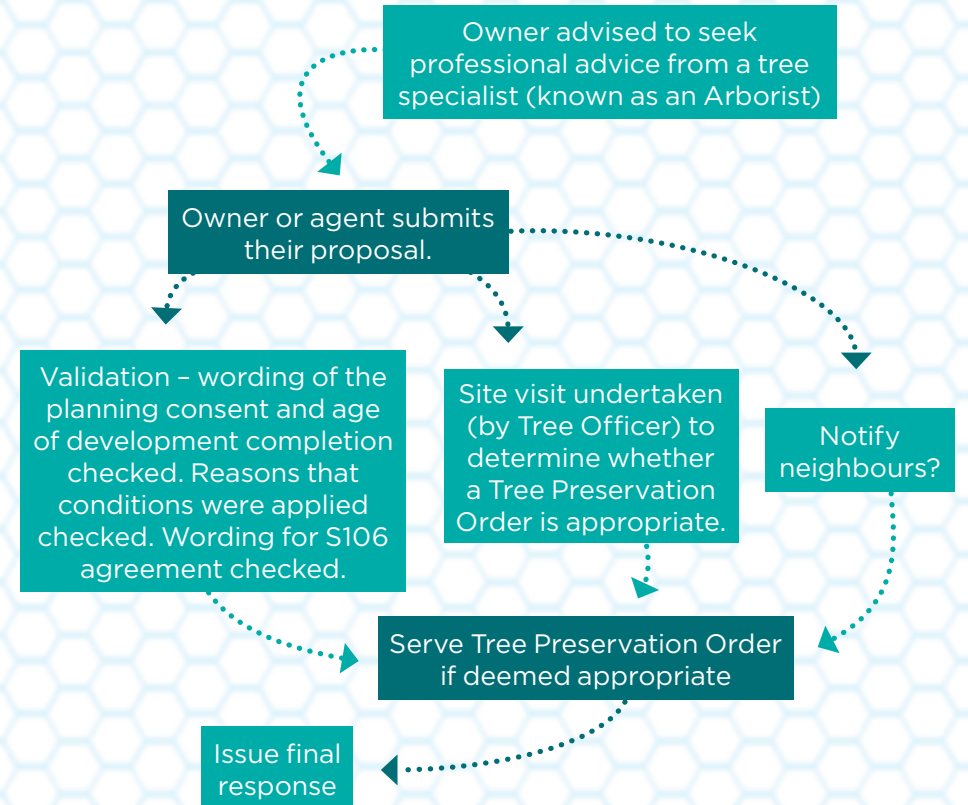 Owner advised to seek
professional advice from a tree
specialist (known as an Arborist)
Owner or agent submits
their proposal.
Validation – wording of the
planning consent and age
of development completion
checked. Reasons that
conditions were applied
checked. Wording for S106
agreement checked.
Site visit undertaken
(by Tree Officer) to
determine whether
a Tree Preservation
Order is appropriate.
Notify
neighbours?
Serve Tree Preservation Order
if deemed appropriate
Issue final
response